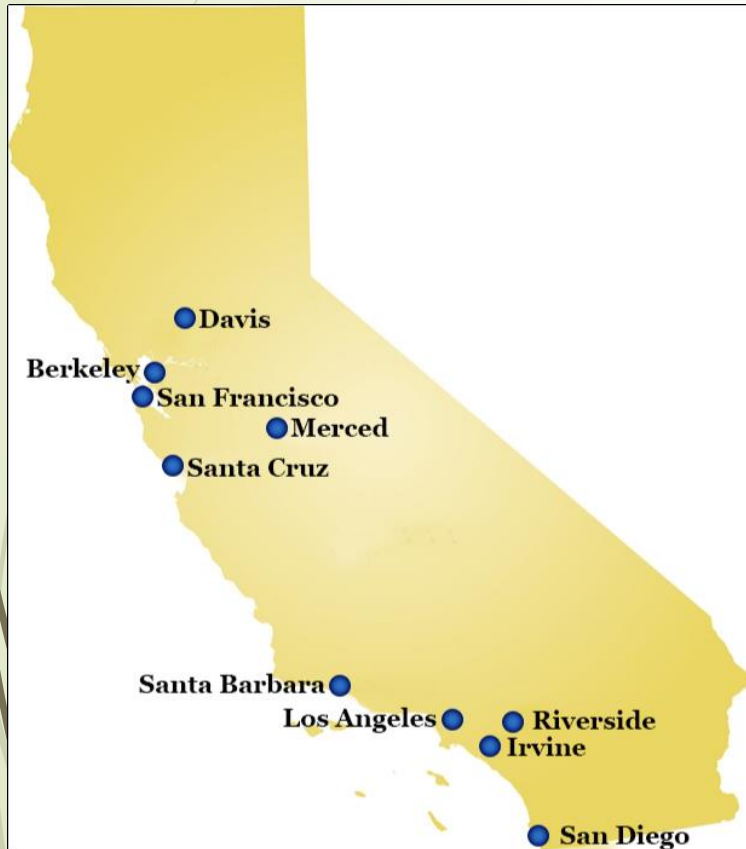 Davis
Berkeley
San Francisco
Merced
Santa Cruz
Santa Barbara
Los Angeles
Riverside
Irvine
San Diego